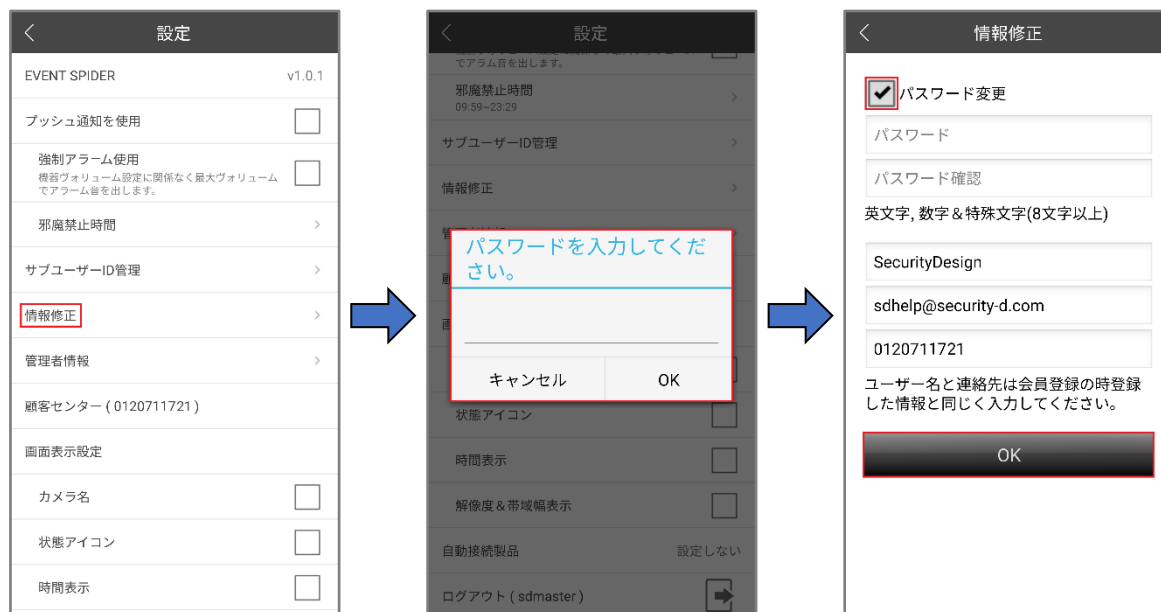 設定
EVENT SPIDER v1.0.1
プッシュ通知を使用
強制アラーム使用
機器ヴォリューム設定に関係なく最大ヴォリューム
でアラーム音を出します。
邪魔禁止時間
サブユーザーID管理
情報修正
管理者情報
顧客センター ( 0120711721 )
画面表示設定
カメラ名
状態アイコン
時間表示
設定
でアラム音を出します。
邪魔禁止時間
09:59~23:29
サブユーザーID管理
情報修正
パスワードを入力してくだ
さい。
キャンセル OK
状態アイコン
時間表示
解像度＆帯域幅表示
自動接続製品 設定しない
ログアウト ( sdmaster )
情報修正
パスワード変更
パスワード
パスワード確認
英文字, 数字＆特殊文字(8文字以上)
SecurityDesign
sdhelp@security-d.com
0120711721
ユーザー名と連絡先は会員登録の時登録
した情報と同じく入力してください。
OK